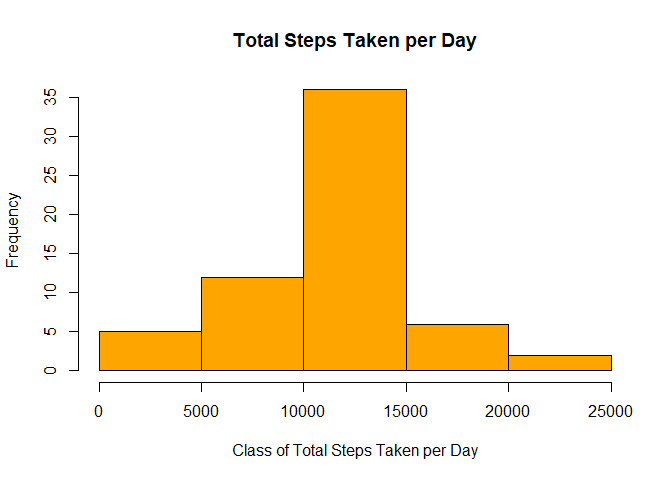 Total Steps Taken per Day
Frequency
35
30
25
20
15
10
5
0
0 5000 10000 15000 20000 25000
Class of Total Steps Taken per Day